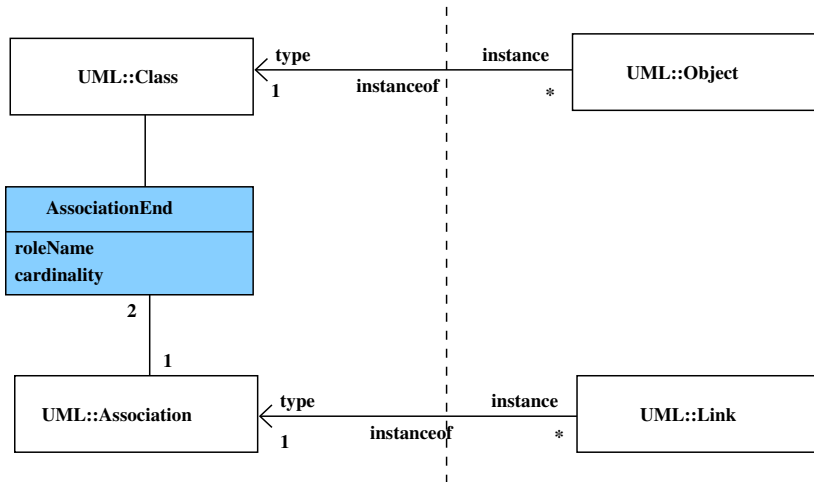 type
instance
UML::Class
UML::Object
1
instanceof
*
AssociationEnd
roleName
cardinality
2
1
type
instance
UML::Association
UML::Link
1
instanceof
*